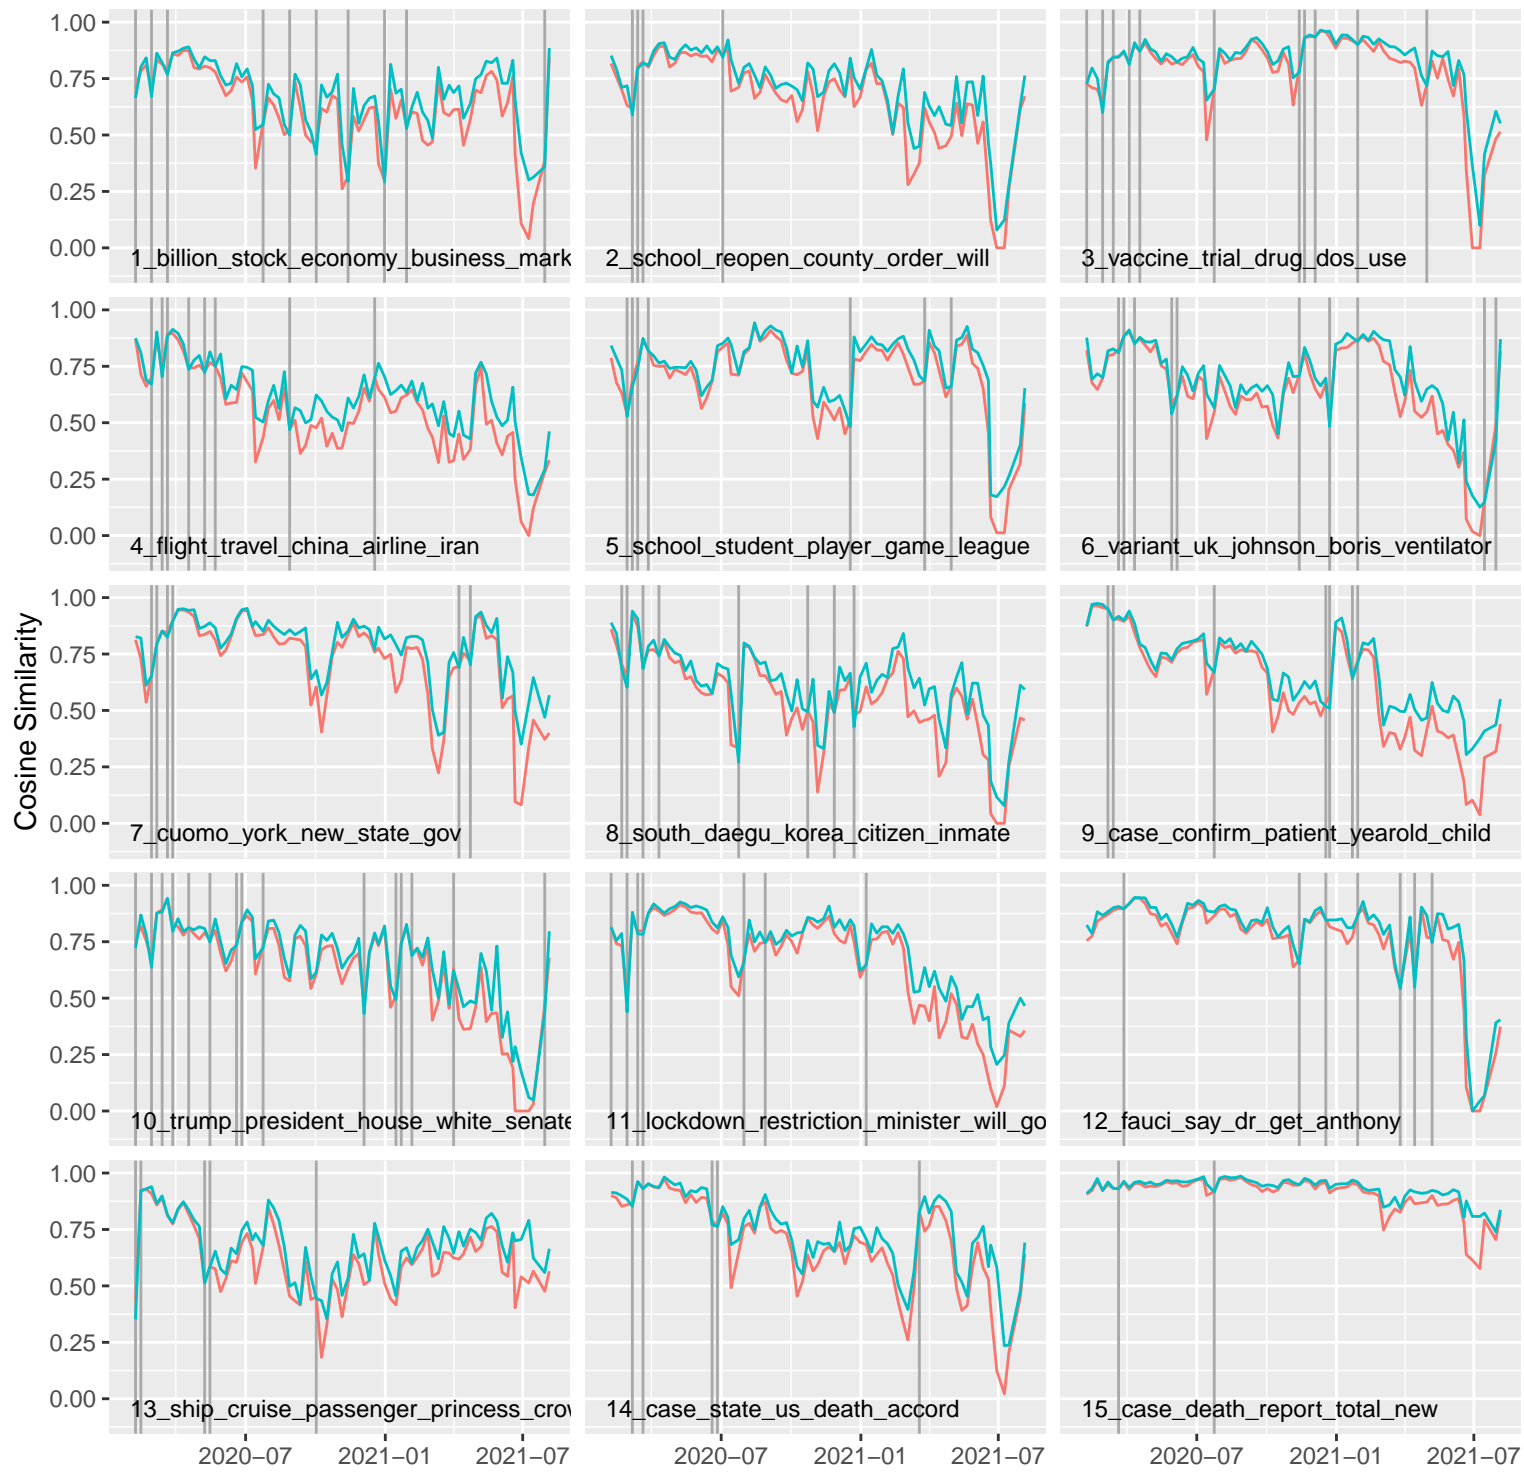 Cosine Similarity
1.00
0.75
0.50
0.25
0.00
1_billion_stock_economy_business_mark
2_school_reopen_county_order_will
3_vaccine_trial_drug_dos_use
1.00
0.75
0.50
0.25
0.00
4_flight_travel_china_airline_iran
5_school_student_player_game_league
6_variant_uk_johnson_boris_ventilator
1.00
0.75
0.50
0.25
0.00
7_cuomo_york_new_state_gov
8_south_daegu_korea_citizen_inmate
9_case_confirm_patient_yearold_child
1.00
0.75
0.50
0.25
0.00
10_trump_president_house_white_senate
11_lockdown_restriction_minister_will_go
12_fauci_say_dr_get_anthony
1.00
0.75
0.50
0.25
0.00
13_ship_cruise_passenger_princess_crow
14_case_state_us_death_accord
15_case_death_report_total_new
2020−07 2021−01 2021−07
2020−07 2021−01 2021−07
2020−07 2021−01 2021−07